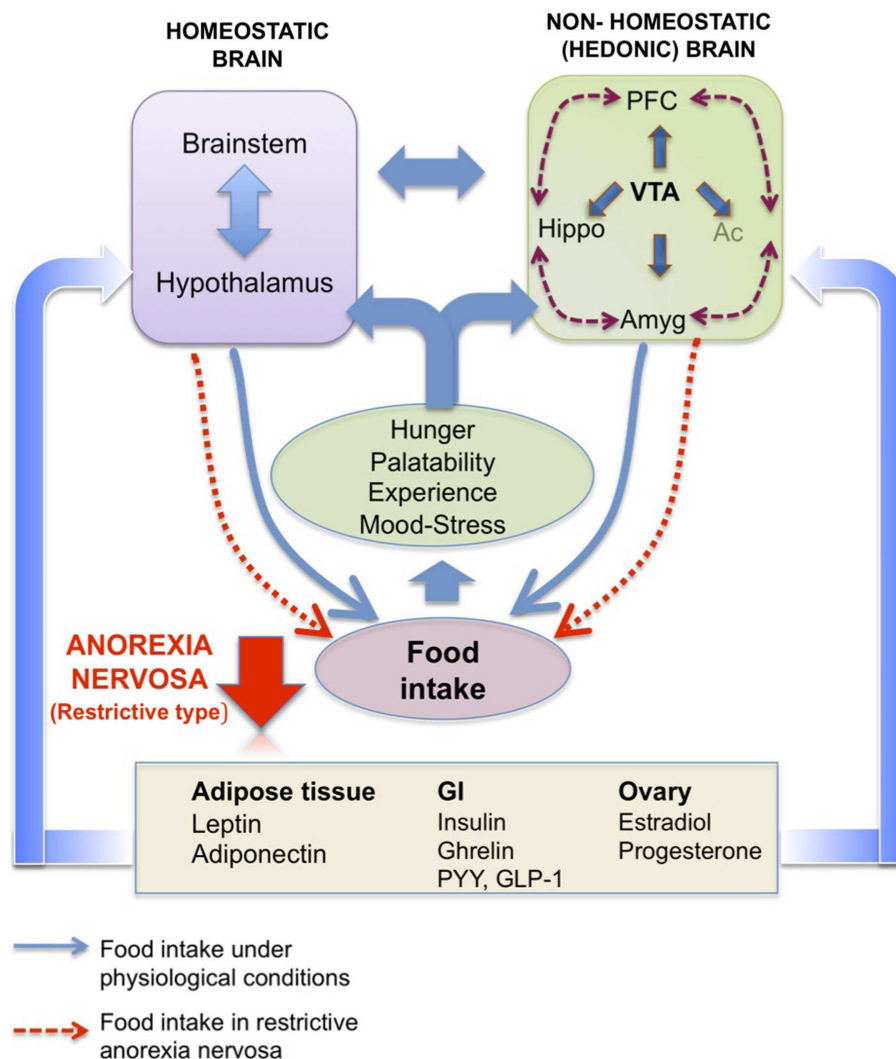 HOMEOSTATIC
BRAIN
NON- HOMEOSTATIC
(HEDONIC) BRAIN
Brainstem
Hypothalamus
PFC
VTA
Hippo
Ac
Amyg
Hunger
Palatability
Experience
Mood-Stress
ANOREXIA
NERVOSA
(Restrictive type)
Food
intake
Adipose tissue
Leptin
Adiponectin
GI
Insulin
Ghrelin
PYY, GLP-1
Ovary
Estradiol
Progesterone
Food intake under
physiological conditions
Food intake in restrictive
anorexia nervosa